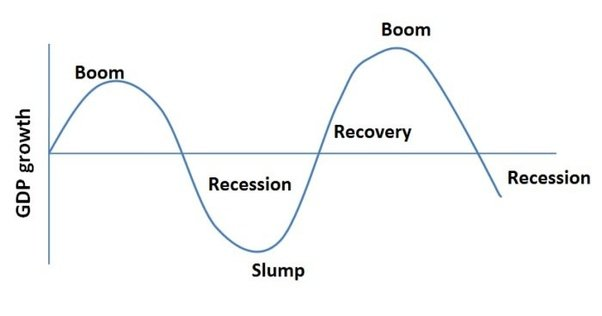 Boom
Boom
GDP growth
Recovery
Recession
Recession
Slump